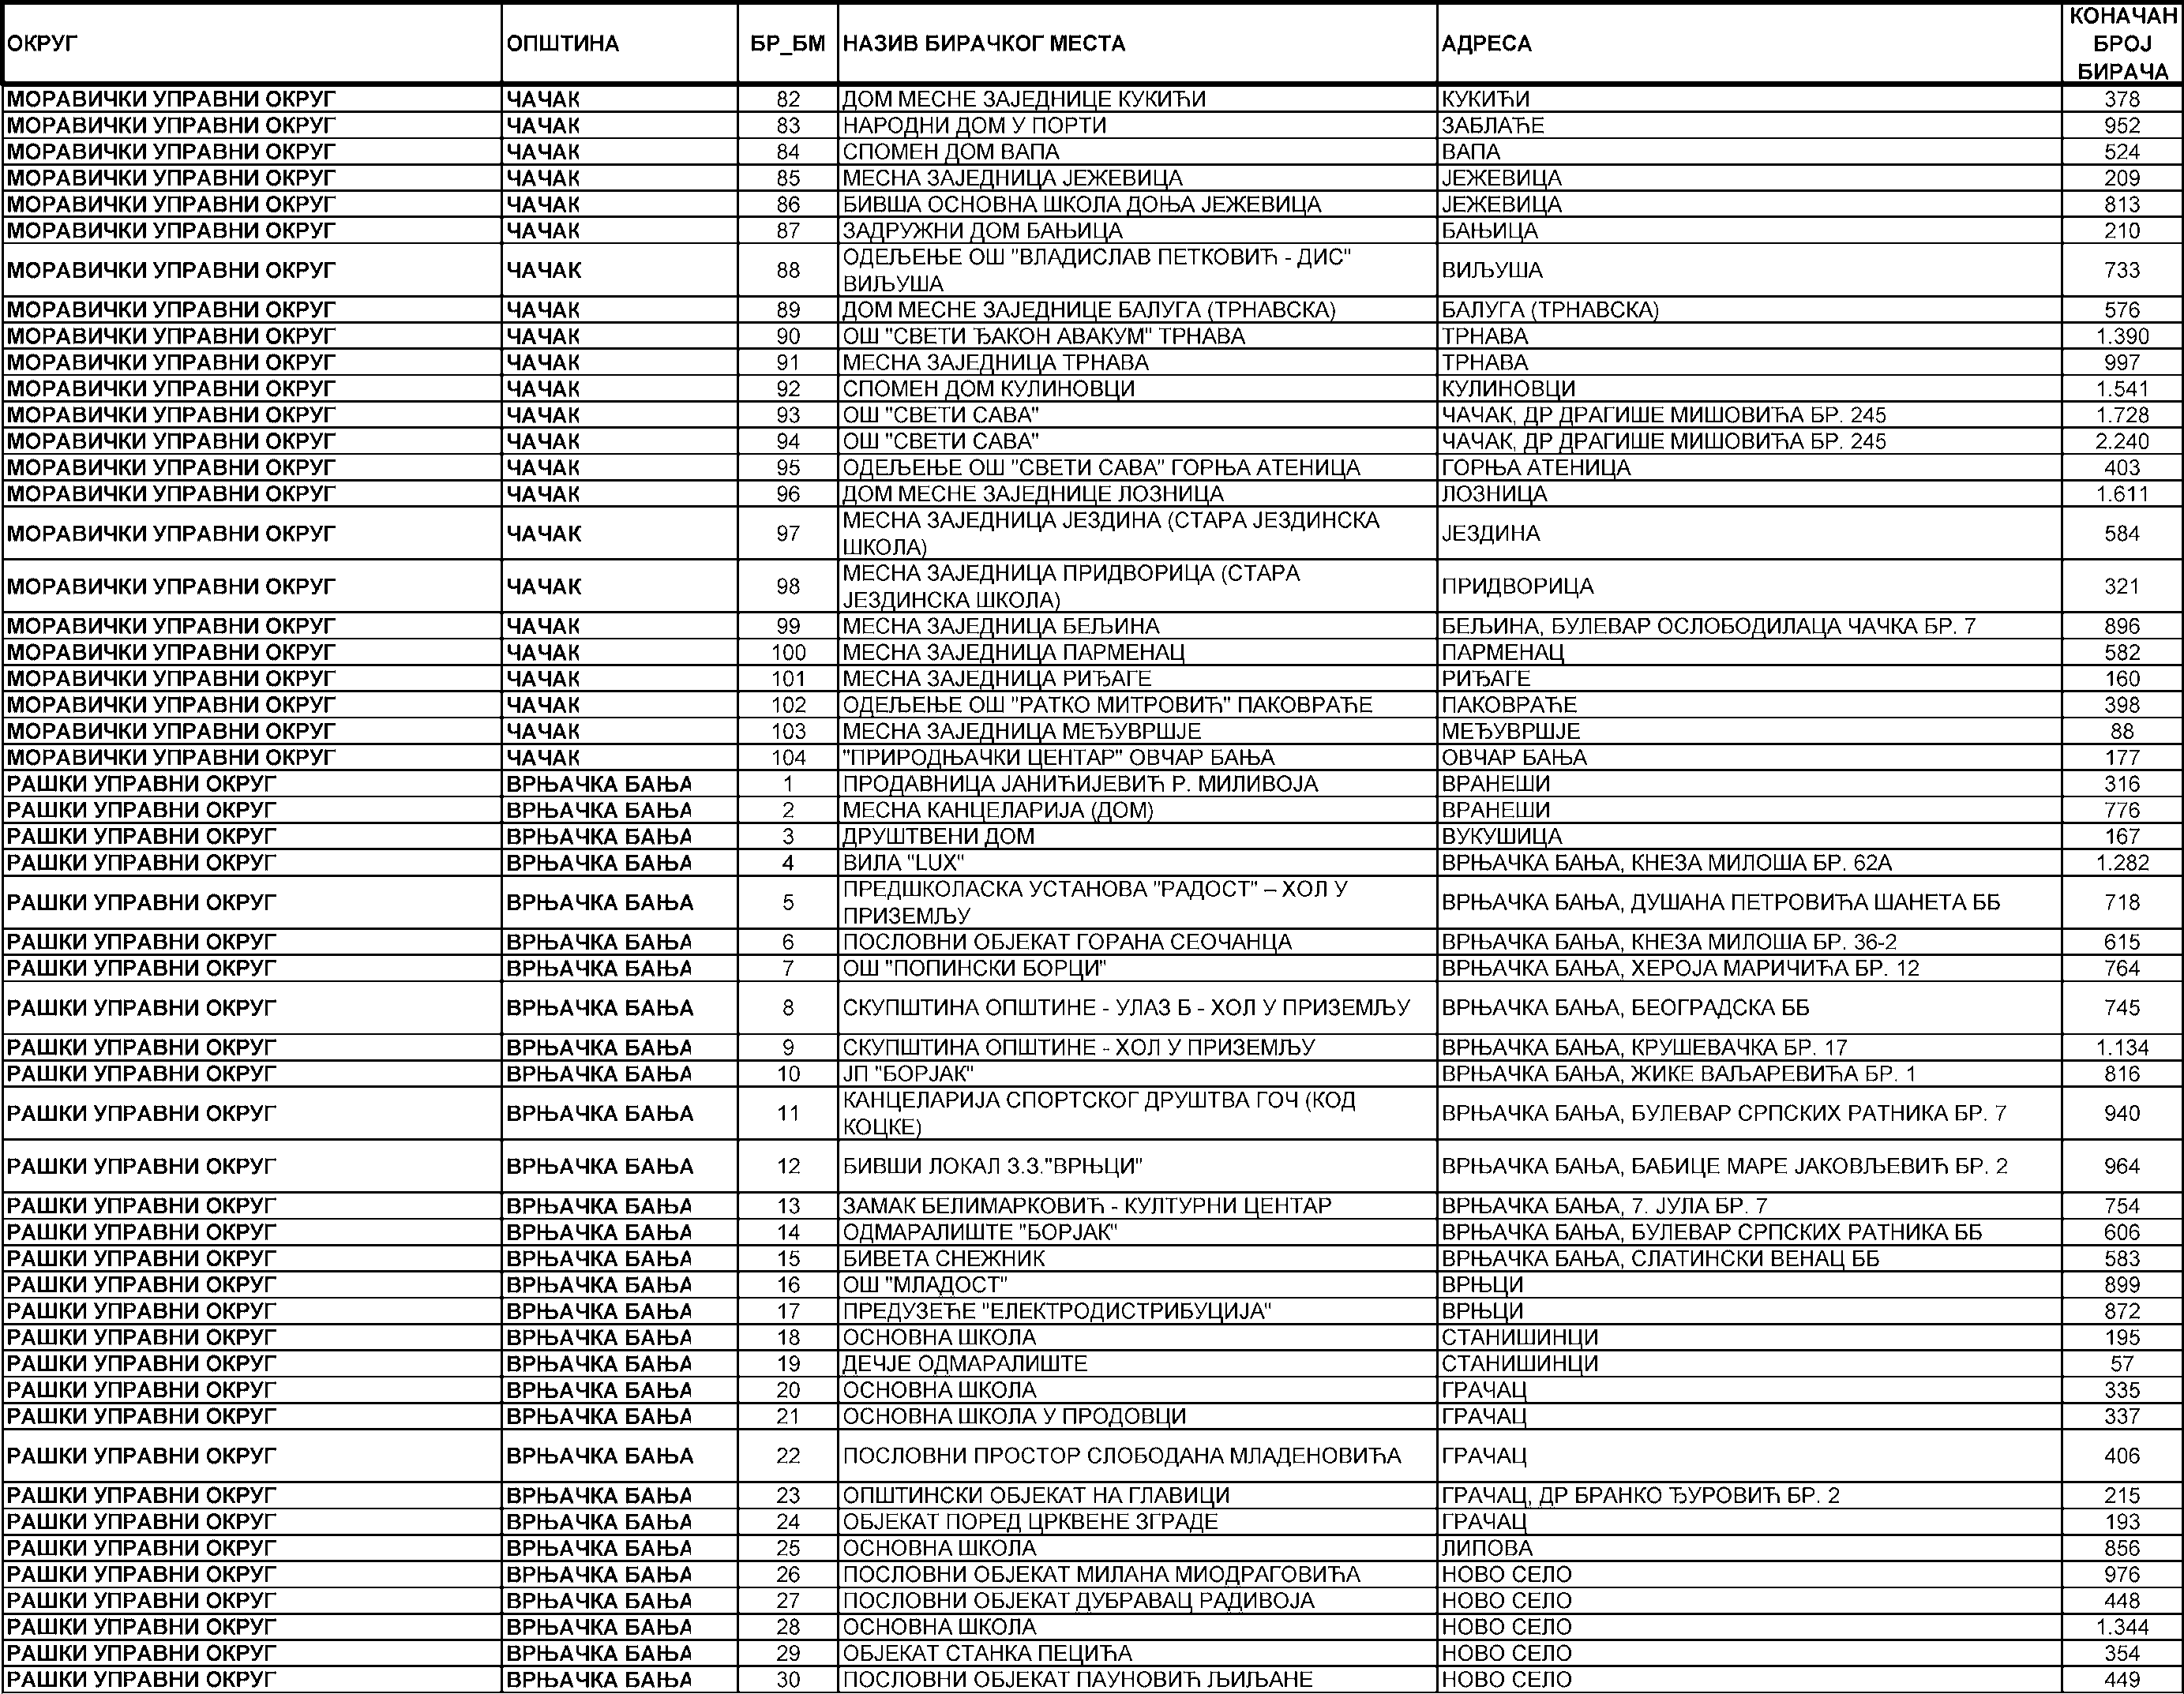 ОКРУГ ОПШТИНА БР_БМ НАЗИВ БИРАЧКОГ МЕСТА АДРЕСА КОНАЧАН БРОЈ БИРАЧА
МОРАВИЧКИ УПРАВНИ ОКРУГ ЧАЧАК 82 ДОМ МЕСНЕ ЗАЈЕДНИЦЕ КУКИЋИ КУКИЋИ 378
МОРАВИЧКИ УПРАВНИ ОКРУГ ЧАЧАК 83 НАРОДНИ ДОМ У ПОРТИ ЗАБЛАЋЕ 952
МОРАВИЧКИ УПРАВНИ ОКРУГ ЧАЧАК 84 СПОМЕН ДОМ ВАПА ВАПА 524
МОРАВИЧКИ УПРАВНИ ОКРУГ ЧАЧАК 85 МЕСНА ЗАЈЕДНИЦА ЈЕЖЕВИЦА ЈЕЖЕВИЦА 209
МОРАВИЧКИ УПРАВНИ ОКРУГ ЧАЧАК 86 БИВША ОСНОВНА ШКОЛА ДОЊА ЈЕЖЕВИЦА ЈЕЖЕВИЦА 813
МОРАВИЧКИ УПРАВНИ ОКРУГ ЧАЧАК 87 ЗАДРУЖНИ ДОМ БАЊИЦА БАЊИЦА 210
МОРАВИЧКИ УПРАВНИ ОКРУГ ЧАЧАК 88 ОДЕЉЕЊЕ ОШ "ВЛАДИСЛАВ ПЕТКОВИЋ - ДИС" ВИЉУША ВИЉУША 733
МОРАВИЧКИ УПРАВНИ ОКРУГ ЧАЧАК 89 ДОМ МЕСНЕ ЗАЈЕДНИЦЕ БАЛУГА (ТРНАВСКА) БАЛУГА (ТРНАВСКА) 576
МОРАВИЧКИ УПРАВНИ ОКРУГ ЧАЧАК 90 ОШ "СВЕТИ ЂАКОН АВАКУМ" ТРНАВА ТРНАВА 1.390
МОРАВИЧКИ УПРАВНИ ОКРУГ ЧАЧАК 91 МЕСНА ЗАЈЕДНИЦА ТРНАВА ТРНАВА 997
МОРАВИЧКИ УПРАВНИ ОКРУГ ЧАЧАК 92 СПОМЕН ДОМ КУЛИНОВЦИ КУЛИНОВЦИ 1.541
МОРАВИЧКИ УПРАВНИ ОКРУГ ЧАЧАК 93 ОШ "СВЕТИ САВА" ЧАЧАК, ДР ДРАГИШЕ МИШОВИЋА БР. 245 1.728
МОРАВИЧКИ УПРАВНИ ОКРУГ ЧАЧАК 94 ОШ "СВЕТИ САВА" ЧАЧАК, ДР ДРАГИШЕ МИШОВИЋА БР. 245 2.240
МОРАВИЧКИ УПРАВНИ ОКРУГ ЧАЧАК 95 ОДЕЉЕЊЕ ОШ "СВЕТИ САВА" ГОРЊА АТЕНИЦА ГОРЊА АТЕНИЦА 403
МОРАВИЧКИ УПРАВНИ ОКРУГ ЧАЧАК 96 ДОМ МЕСНЕ ЗАЈЕДНИЦЕ ЛОЗНИЦА ЛОЗНИЦА 1.611
МОРАВИЧКИ УПРАВНИ ОКРУГ ЧАЧАК 97 МЕСНА ЗАЈЕДНИЦА ЈЕЗДИНА (СТАРА ЈЕЗДИНСКА ШКОЛА) ЈЕЗДИНА 584
МОРАВИЧКИ УПРАВНИ ОКРУГ ЧАЧАК 98 МЕСНА ЗАЈЕДНИЦА ПРИДВОРИЦА (СТАРА ЈЕЗДИНСКА ШКОЛА) ПРИДВОРИЦА 321
МОРАВИЧКИ УПРАВНИ ОКРУГ ЧАЧАК 99 МЕСНА ЗАЈЕДНИЦА БЕЉИНА БЕЉИНА, БУЛЕВАР ОСЛОБОДИЛАЦА ЧАЧКА БР. 7 896
МОРАВИЧКИ УПРАВНИ ОКРУГ ЧАЧАК 100 МЕСНА ЗАЈЕДНИЦА ПАРМЕНАЦ ПАРМЕНАЦ 582
МОРАВИЧКИ УПРАВНИ ОКРУГ ЧАЧАК 101 МЕСНА ЗАЈЕДНИЦА РИЂАГЕ РИЂАГЕ 160
МОРАВИЧКИ УПРАВНИ ОКРУГ ЧАЧАК 102 ОДЕЉЕЊЕ ОШ "РАТКО МИТРОВИЋ" ПАКОВРАЋЕ ПАКОВРАЋЕ 398
МОРАВИЧКИ УПРАВНИ ОКРУГ ЧАЧАК 103 МЕСНА ЗАЈЕДНИЦА МЕЂУВРШЈЕ МЕЂУВРШЈЕ 88
МОРАВИЧКИ УПРАВНИ ОКРУГ ЧАЧАК 104 "ПРИРОДЊАЧКИ ЦЕНТАР" ОВЧАР БАЊА ОВЧАР БАЊА 177
РАШКИ УПРАВНИ ОКРУГ ВРЊАЧКА БАЊА 1 ПРОДАВНИЦА ЈАНИЋИЈЕВИЋ Р. МИЛИВОЈА ВРАНЕШИ 316
РАШКИ УПРАВНИ ОКРУГ ВРЊАЧКА БАЊА 2 МЕСНА КАНЦЕЛАРИЈА (ДОМ) ВРАНЕШИ 776
РАШКИ УПРАВНИ ОКРУГ ВРЊАЧКА БАЊА 3 ДРУШТВЕНИ ДОМ ВУКУШИЦА 167
РАШКИ УПРАВНИ ОКРУГ ВРЊАЧКА БАЊА 4 ВИЛА "LUX" ВРЊАЧКА БАЊА, КНЕЗА МИЛОША БР. 62А 1.282
РАШКИ УПРАВНИ ОКРУГ ВРЊАЧКА БАЊА 5 ПРЕДШКОЛАСКА УСТАНОВА "РАДОСТ" – ХОЛ У ПРИЗЕМЉУ ВРЊАЧКА БАЊА, ДУШАНА ПЕТРОВИЋА ШАНЕТА ББ 718
РАШКИ УПРАВНИ ОКРУГ ВРЊАЧКА БАЊА 6 ПОСЛОВНИ ОБЈЕКАТ ГОРАНА СЕОЧАНЦА ВРЊАЧКА БАЊА, КНЕЗА МИЛОША БР. 36-2 615
РАШКИ УПРАВНИ ОКРУГ ВРЊАЧКА БАЊА 7 ОШ "ПОПИНСКИ БОРЦИ" ВРЊАЧКА БАЊА, ХЕРОЈА МАРИЧИЋА БР. 12 764
РАШКИ УПРАВНИ ОКРУГ ВРЊАЧКА БАЊА 8 СКУПШТИНА ОПШТИНЕ - УЛАЗ Б - ХОЛ У ПРИЗЕМЉУ ВРЊАЧКА БАЊА, БЕОГРАДСКА ББ 745
РАШКИ УПРАВНИ ОКРУГ ВРЊАЧКА БАЊА 9 СКУПШТИНА ОПШТИНЕ - ХОЛ У ПРИЗЕМЉУ ВРЊАЧКА БАЊА, КРУШЕВАЧКА БР. 17 1.134
РАШКИ УПРАВНИ ОКРУГ ВРЊАЧКА БАЊА 10 ЈП "БОРЈАК" ВРЊАЧКА БАЊА, ЖИКЕ ВАЉАРЕВИЋА БР. 1 816
РАШКИ УПРАВНИ ОКРУГ ВРЊАЧКА БАЊА 11 КАНЦЕЛАРИЈА СПОРТСКОГ ДРУШТВА ГОЧ (КОД КОЦКЕ) ВРЊАЧКА БАЊА, БУЛЕВАР СРПСКИХ РАТНИКА БР. 7 940
РАШКИ УПРАВНИ ОКРУГ ВРЊАЧКА БАЊА 12 БИВШИ ЛОКАЛ З.З."ВРЊЦИ" ВРЊАЧКА БАЊА, БАБИЦЕ МАРЕ ЈАКОВЉЕВИЋ БР. 2 964
РАШКИ УПРАВНИ ОКРУГ ВРЊАЧКА БАЊА 13 ЗАМАК БЕЛИМАРКОВИЋ - КУЛТУРНИ ЦЕНТАР ВРЊАЧКА БАЊА, 7. ЈУЛА БР. 7 754
РАШКИ УПРАВНИ ОКРУГ ВРЊАЧКА БАЊА 14 ОДМАРАЛИШТЕ "БОРЈАК" ВРЊАЧКА БАЊА, БУЛЕВАР СРПСКИХ РАТНИКА ББ 606
РАШКИ УПРАВНИ ОКРУГ ВРЊАЧКА БАЊА 15 БИВЕТА СНЕЖНИК ВРЊАЧКА БАЊА, СЛАТИНСКИ ВЕНАЦ ББ 583
РАШКИ УПРАВНИ ОКРУГ ВРЊАЧКА БАЊА 16 ОШ "МЛАДОСТ" ВРЊЦИ 899
РАШКИ УПРАВНИ ОКРУГ ВРЊАЧКА БАЊА 17 ПРЕДУЗЕЋЕ "ЕЛЕКТРОДИСТРИБУЦИЈА" ВРЊЦИ 872
РАШКИ УПРАВНИ ОКРУГ ВРЊАЧКА БАЊА 18 ОСНОВНА ШКОЛА СТАНИШИНЦИ 195
РАШКИ УПРАВНИ ОКРУГ ВРЊАЧКА БАЊА 19 ДЕЧЈЕ ОДМАРАЛИШТЕ СТАНИШИНЦИ 57
РАШКИ УПРАВНИ ОКРУГ ВРЊАЧКА БАЊА 20 ОСНОВНА ШКОЛА ГРАЧАЦ 335
РАШКИ УПРАВНИ ОКРУГ ВРЊАЧКА БАЊА 21 ОСНОВНА ШКОЛА У ПРОДОВЦИ ГРАЧАЦ 337
РАШКИ УПРАВНИ ОКРУГ ВРЊАЧКА БАЊА 22 ПОСЛОВНИ ПРОСТОР СЛОБОДАНА МЛАДЕНОВИЋА ГРАЧАЦ 406
РАШКИ УПРАВНИ ОКРУГ ВРЊАЧКА БАЊА 23 ОПШТИНСКИ ОБЈЕКАТ НА ГЛАВИЦИ ГРАЧАЦ, ДР БРАНКО ЂУРОВИЋ БР. 2 215
РАШКИ УПРАВНИ ОКРУГ ВРЊАЧКА БАЊА 24 ОБЈЕКАТ ПОРЕД ЦРКВЕНЕ ЗГРАДЕ ГРАЧАЦ 193
РАШКИ УПРАВНИ ОКРУГ ВРЊАЧКА БАЊА 25 ОСНОВНА ШКОЛА ЛИПОВА 856
РАШКИ УПРАВНИ ОКРУГ ВРЊАЧКА БАЊА 26 ПОСЛОВНИ ОБЈЕКАТ МИЛАНА МИОДРАГОВИЋА НОВО СЕЛО 976
РАШКИ УПРАВНИ ОКРУГ ВРЊАЧКА БАЊА 27 ПОСЛОВНИ ОБЈЕКАТ ДУБРАВАЦ РАДИВОЈА НОВО СЕЛО 448
РАШКИ УПРАВНИ ОКРУГ ВРЊАЧКА БАЊА 28 ОСНОВНА ШКОЛА НОВО СЕЛО 1.344
РАШКИ УПРАВНИ ОКРУГ ВРЊАЧКА БАЊА 29 ОБЈЕКАТ СТАНКА ПЕЦИЋА НОВО СЕЛО 354
РАШКИ УПРАВНИ ОКРУГ ВРЊАЧКА БАЊА 30 ПОСЛОВНИ ОБЈЕКАТ ПАУНОВИЋ ЉИЉАНЕ НОВО СЕЛО 449